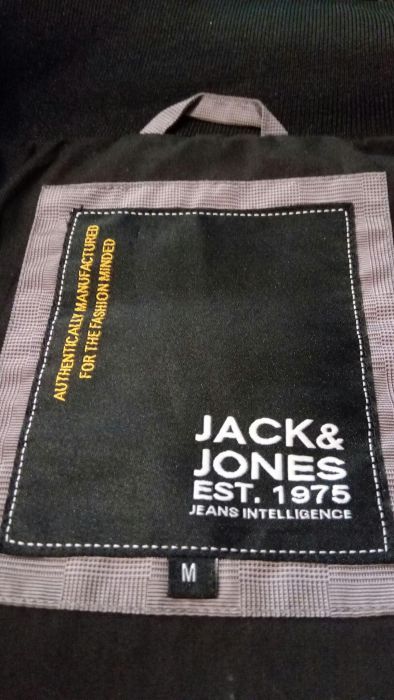 AUTHENTICALLY MANUFACTURED
FOR THE FASHION MINDED
JACK&
JONES
EST. 1975
JEANS INTELLIGENCE
M